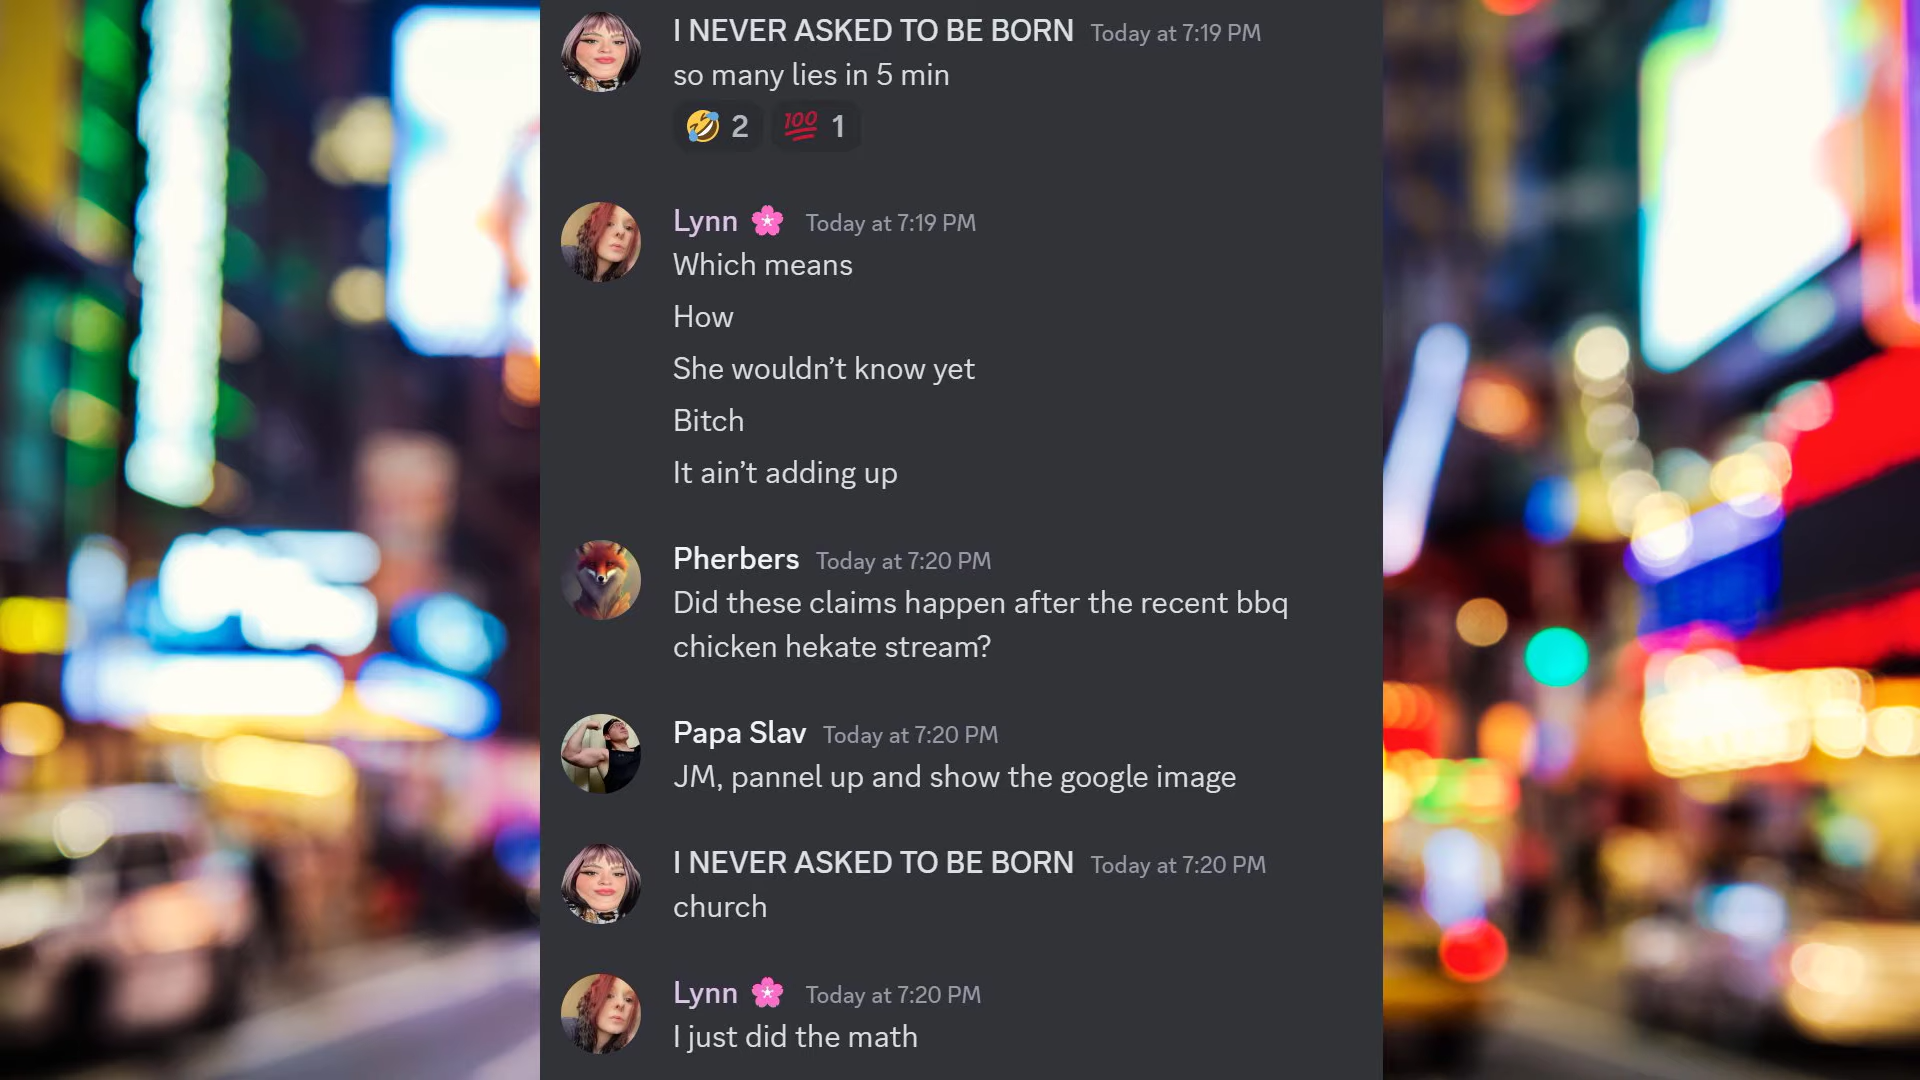 I NEVER ASKED TO BE BORN Today at 7:19 PM
so many lies in 5 min
🤣 2 💯 1
Lynn 🌸 Today at 7:19 PM
Which means
How
She wouldn’t know yet
Bitch
It ain’t adding up
Pherbers Today at 7:20 PM
Did these claims happen after the recent bbq
chicken hekate stream?
Papa Slav Today at 7:20 PM
JM, pannel up and show the google image
I NEVER ASKED TO BE BORN Today at 7:20 PM
church
Lynn 🌸 Today at 7:20 PM
I just did the math